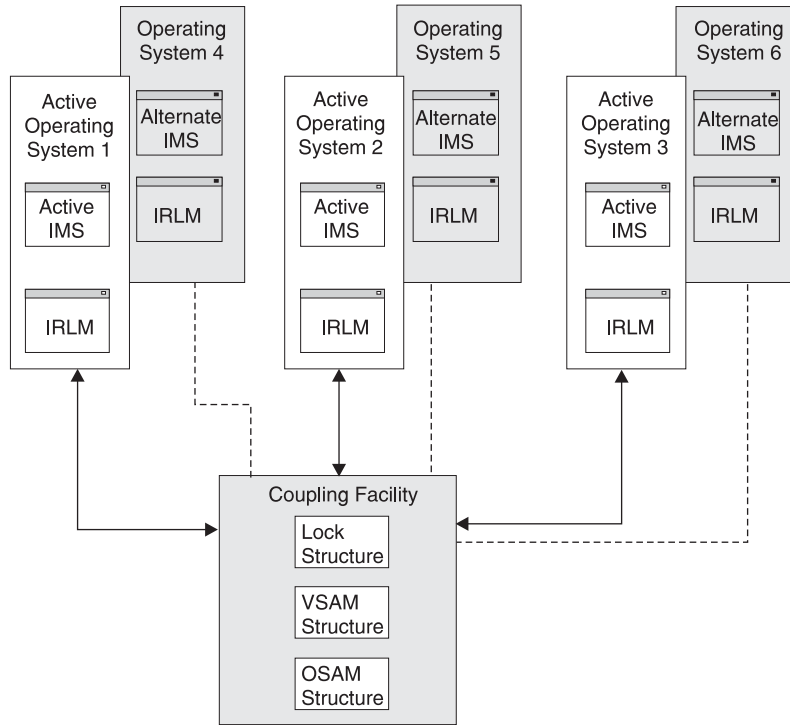 Operating
System 4
Alternate
IMS
IRLM
Active
Operating
System 1
Active
IMS
IRLM
Operating
System 5
Alternate
IMS
IRLM
Active
Operating
System 2
Active
IMS
IRLM
Operating
System 6
Alternate
IMS
IRLM
Active
Operating
System 3
Active
IMS
IRLM
Coupling Facility
Lock
Structure
VSAM
Structure
OSAM
Structure